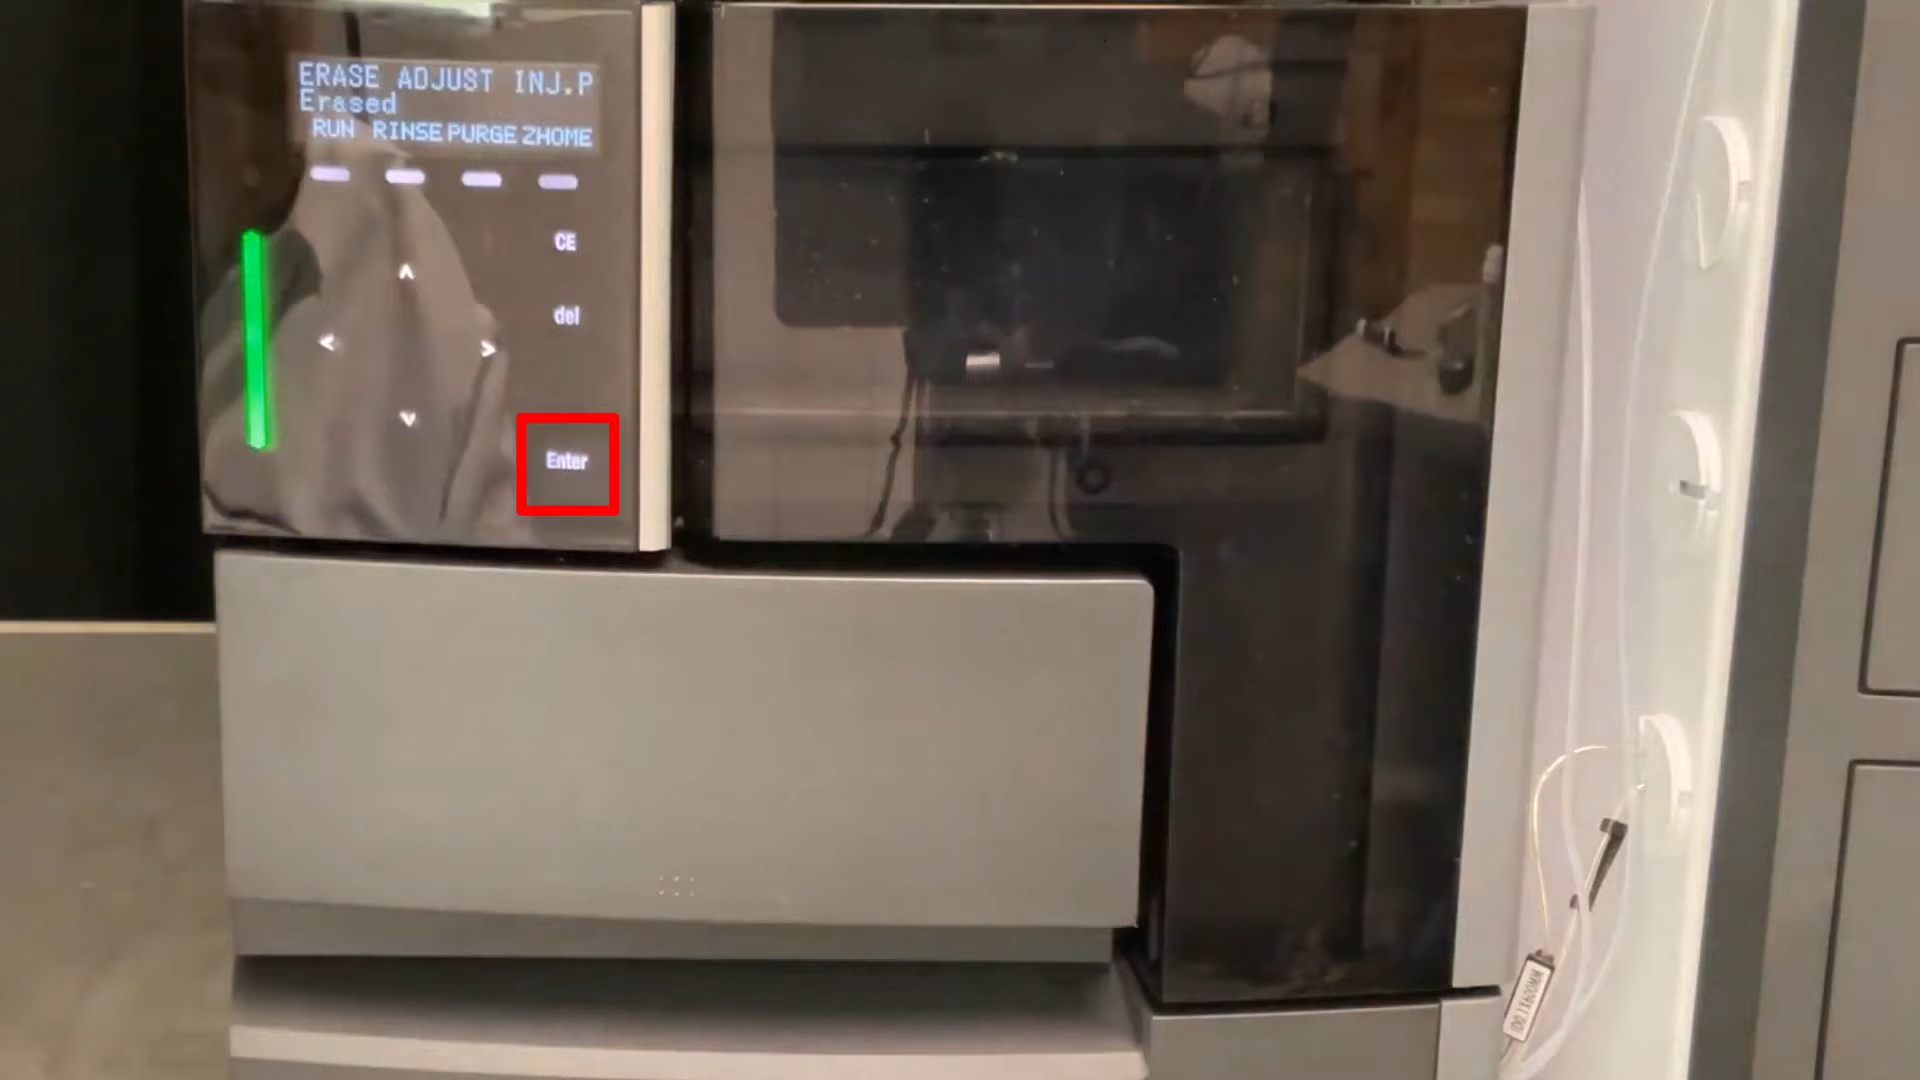 ERASE ADJUST INJ.P
Erased
RUN RINSE PURGE ZHOME
CE
del
Enter